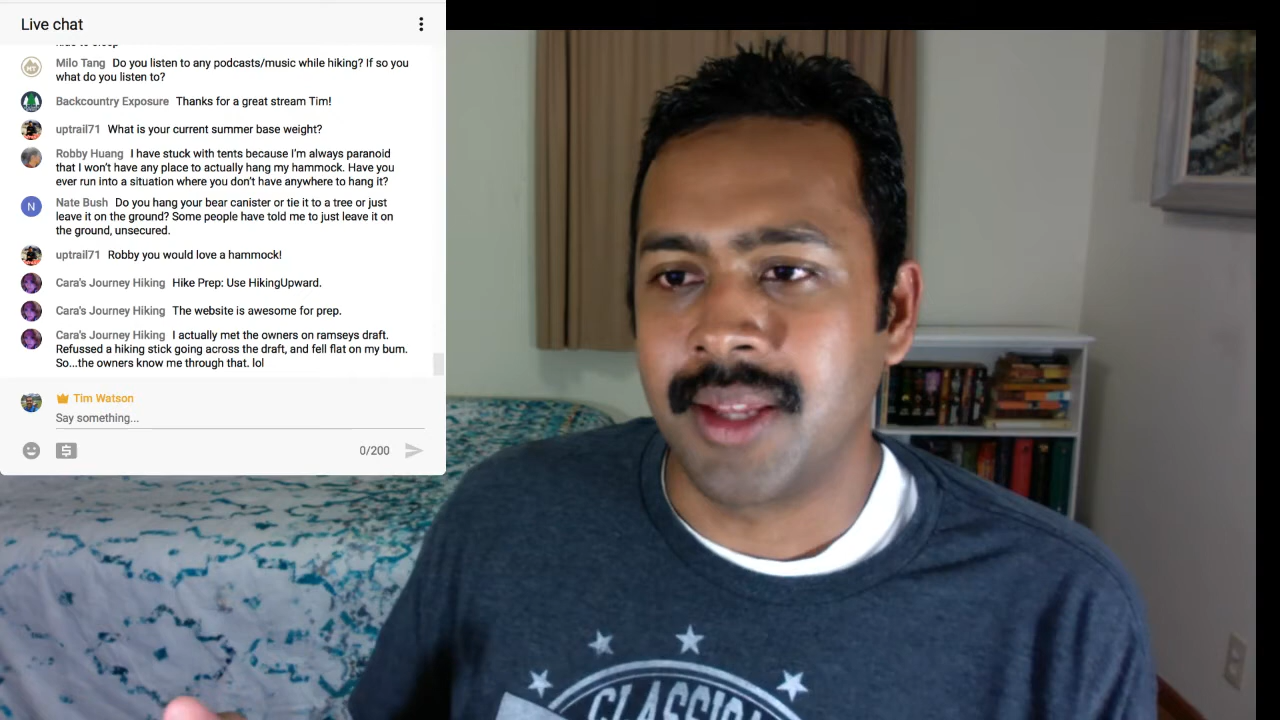 Live chat
Milo Tang Do you listen to any podcasts/music while hiking? If so you
what do you listen to?
Backcountry Exposure Thanks for a great stream Tim!
uptrail71 What is your current summer base weight?
Robby Huang I have stuck with tents because I'm always paranoid
that I won't have any place to actually hang my hammock. Have you
ever run into a situation where you don't have anywhere to hang it?
N
Nate Bush Do you hang your bear canister or tie it to a tree or just
leave it on the ground? Some people have told me to just leave it on
the ground, unsecured.
uptrail71 Robby you would love a hammock!
Cara's Journey Hiking Hike Prep: Use HikingUpward.
Cara's Journey Hiking The website is awesome for prep.
Cara's Journey Hiking I actually met the owners on ramseys draft.
Refussed a hiking stick going across the draft, and fell flat on my bum.
So...the owners know me through that. lol
Tim Watson
Say something...
0/200